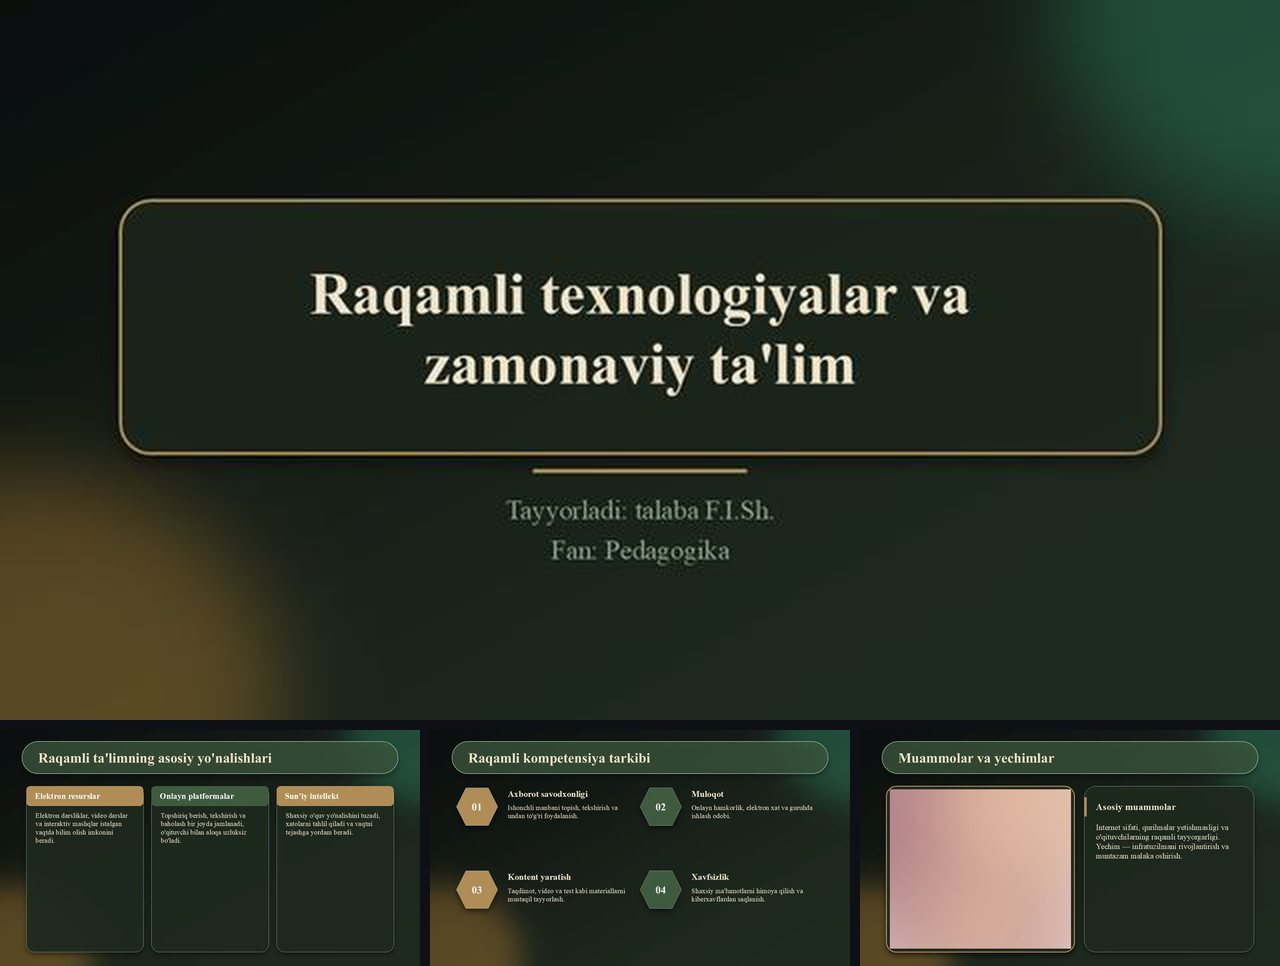 Raqamli texnologiyalar va
zamonaviy ta'lim
Tayyorladi: talaba F.I.Sh.
Fan: Pedagogika
Raqamli ta'limning asosiy yo'nalishlari
Elektron resurslar
Elektron darsliklar, video darslar
va interaktiv mashqlar istalgan
vaqtda bilim olish imkonini
beradi.
Onlayn platformalar
Topshiriq berish, tekshirish va
baholash bir joyda jamlanadi,
o'qituvchi bilan aloqa uzluksiz
bo'ladi.
Sun'iy intellekt
Shaxsiy o'quv yo'nalishini tuzadi,
xatolarni tahlil qiladi va vaqtni
tejashga yordam beradi.
Raqamli kompetensiya tarkibi
01
Axborot savodxonligi
Ishonchli manbani topish, tekshirish va
undan to'g'ri foydalanish.
02
Muloqot
Onlayn hamkorlik, elektron xat va guruhda
ishlash odobi.
03
Kontent yaratish
Taqdimot, video va test kabi materiallarni
mustaqil tayyorlash.
04
Xavfsizlik
Shaxsiy ma'lumotlarni himoya qilish va
kiberxavflardan saqlanish.
Muammolar va yechimlar
Asosiy muammolar
Internet sifati, qurilmalar yetishmasligi va
o'qituvchilarning raqamli tayyorgarligi.
Yechim — infratuzilmani rivojlantirish va
muntazam malaka oshirish.